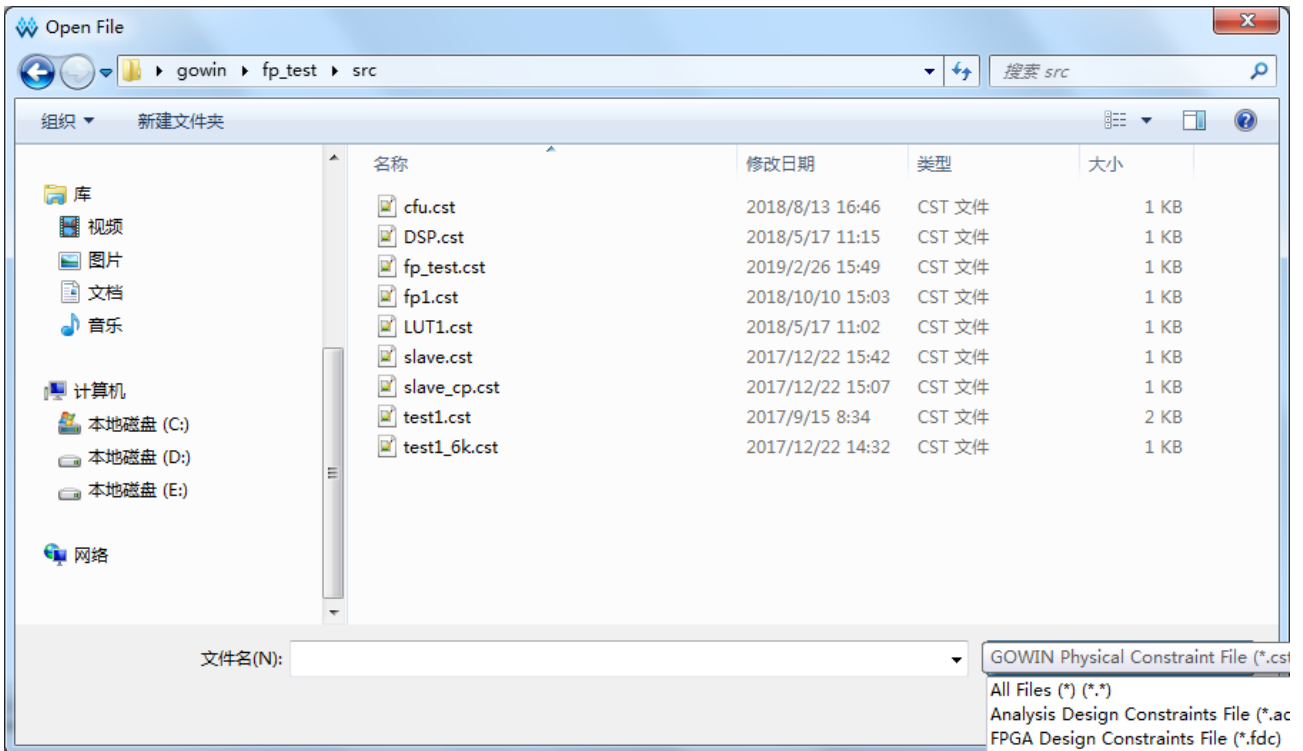 Open File
gowin fp_test src
搜索 src
组织 新建文件夹
名称 修改日期 类型 大小
库
视频
图片
文档
音乐
计算机
本地磁盘 (C:)
本地磁盘 (D:)
本地磁盘 (E:)
网络
cfu.cst 2018/8/13 16:46 CST 文件 1 KB
DSP.cst 2018/5/17 11:15 CST 文件 1 KB
fp_test.cst 2019/2/26 15:49 CST 文件 1 KB
fp1.cst 2018/10/10 15:03 CST 文件 1 KB
LUT1.cst 2018/5/17 11:02 CST 文件 1 KB
slave.cst 2017/12/22 15:42 CST 文件 1 KB
slave_cp.cst 2017/12/22 15:07 CST 文件 1 KB
test1.cst 2017/9/15 8:34 CST 文件 2 KB
test1_6k.cst 2017/12/22 14:32 CST 文件 1 KB
文件名(N):
GOWIN Physical Constraint File (*.cst
All Files (*) (*.*)
Analysis Design Constraints File (*.ac
FPGA Design Constraints File (*.fdc)